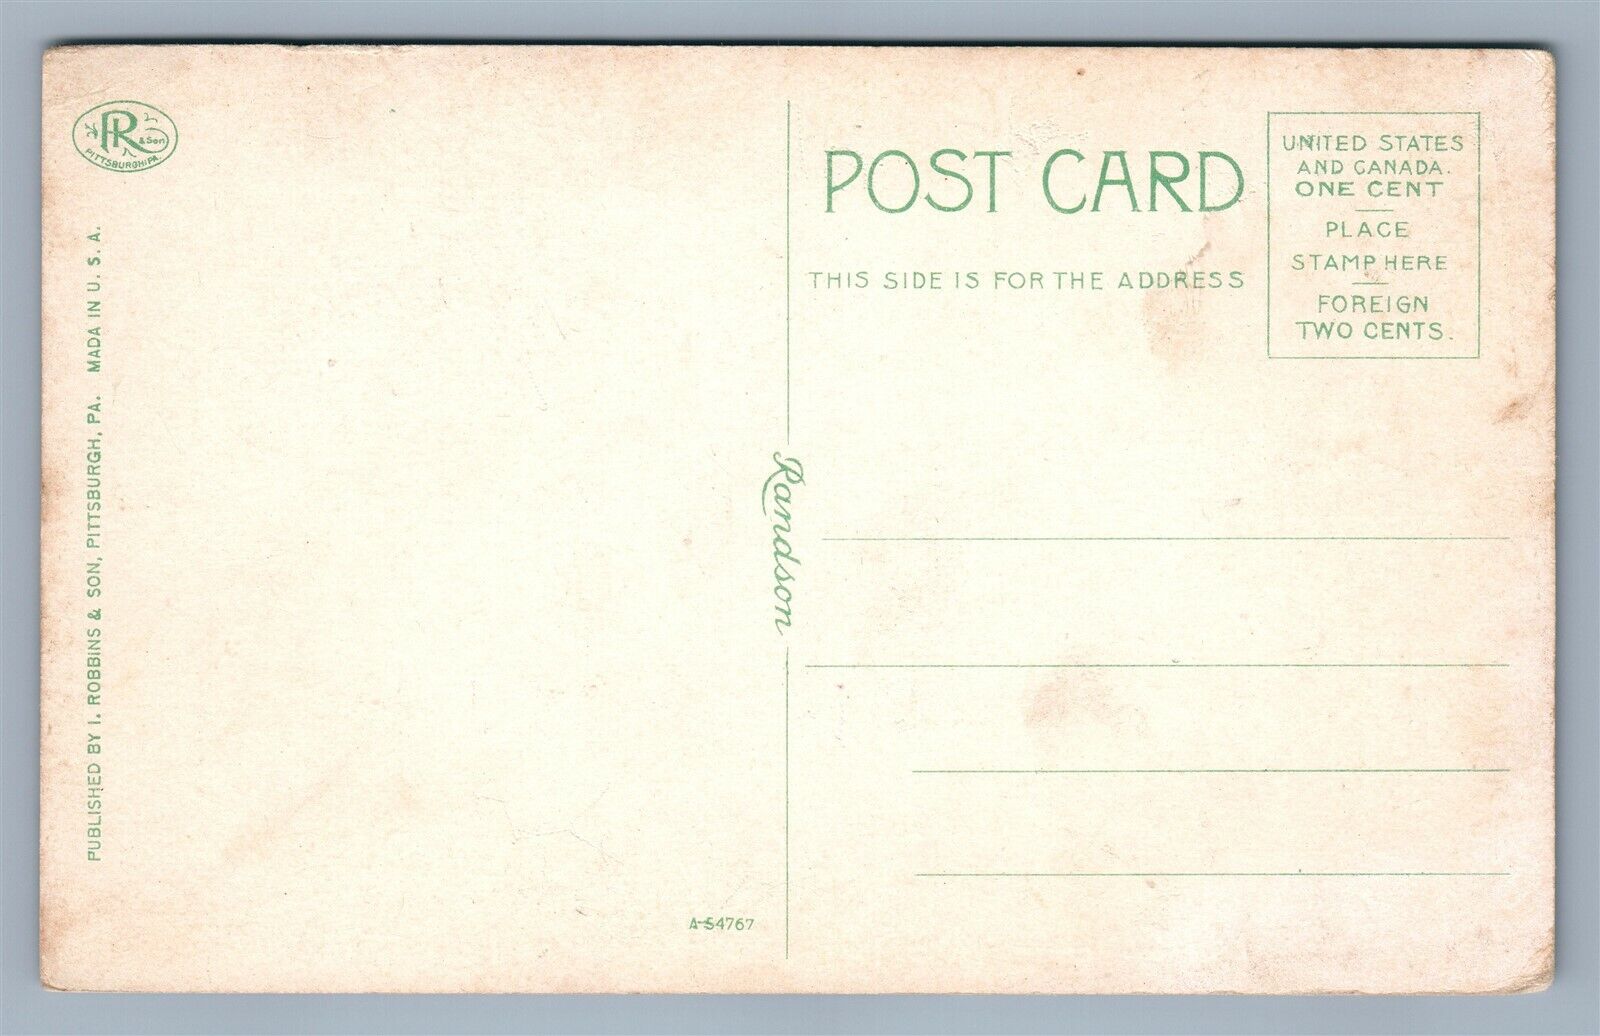 IR
& Son
PITTSBURGH, PA.
PUBLISHED BY I. ROBBINS & SON, PITTSBURGH, PA. MADA IN U. S. A.
Randson
A-54767
POST CARD
THIS SIDE IS FOR THE ADDRESS
UNITED STATES
AND CANADA.
ONE CENT
PLACE
STAMP HERE
FOREIGN
TWO CENTS.